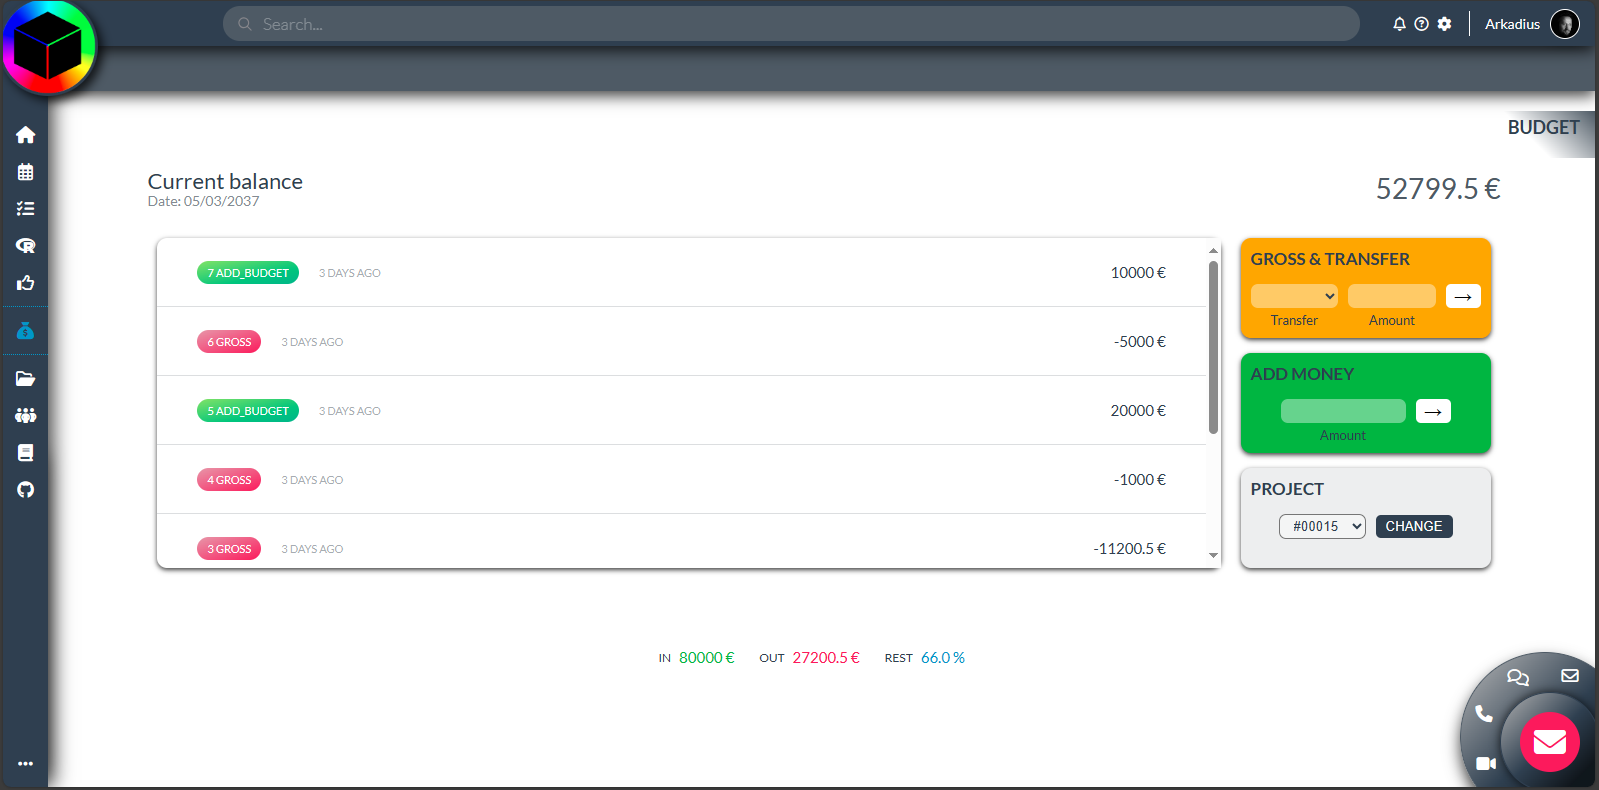 Search...
Arkadius
BUDGET
Current balance
Date: 05/03/2037
52799.5 €
7 ADD_BUDGET 3 DAYS AGO 10000 €
6 GROSS 3 DAYS AGO -5000 €
5 ADD_BUDGET 3 DAYS AGO 20000 €
4 GROSS 3 DAYS AGO -1000 €
3 GROSS 3 DAYS AGO -11200.5 €
GROSS & TRANSFER
→
Transfer Amount
ADD MONEY
→
Amount
PROJECT
#00015 CHANGE
IN 80000 € OUT 27200.5 € REST 66.0 %